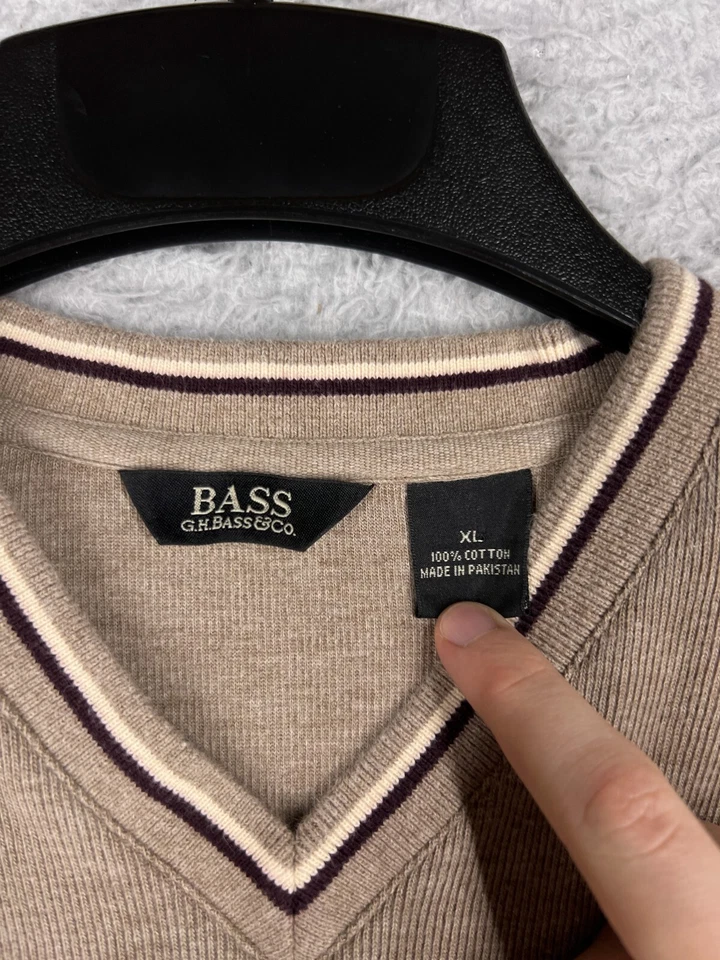 BASS
G.H.BASS&CO.
XL
100% COTTON
MADE IN PAKISTAN